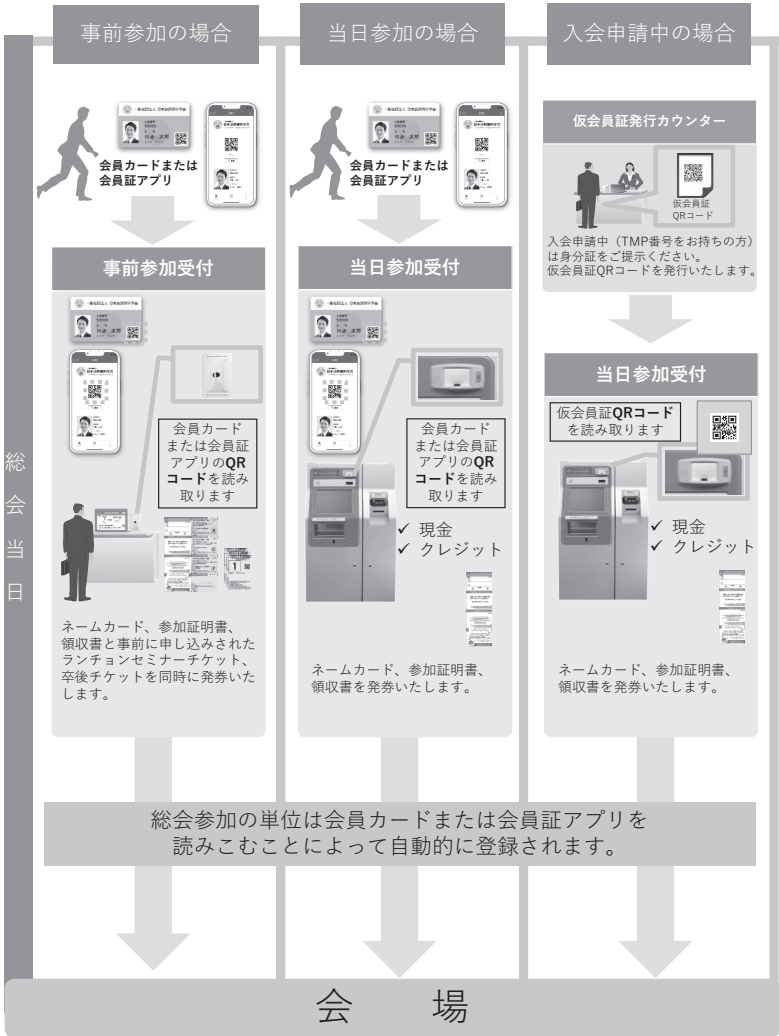 事前参加の場合
当日参加の場合
入会申請中の場合
総会当日
会員カードまたは
会員証アプリ
事前参加受付
会員カード
または会員証
アプリのQR
コードを読み
取ります
ネームカード、参加証明書、
領収書と事前に申し込みされた
ランチョンセミナーチケット、
卒後チケットを同時に発券いた
します。
会員カードまたは
会員証アプリ
当日参加受付
会員カード
または会員証
アプリのQR
コードを読み
取ります
✓ 現金
✓ クレジット
ネームカード、参加証明書、
領収書を発券いたします。
仮会員証発行カウンター
仮会員証
QRコード
入会申請中（TMP番号をお持ちの方）
は身分証をご提示ください。
仮会員証QRコードを発行いたします。
当日参加受付
仮会員証QRコード
を読み取ります
✓ 現金
✓ クレジット
ネームカード、参加証明書、
領収書を発券いたします。
総会参加の単位は会員カードまたは会員証アプリを
読みこむことによって自動的に登録されます。
会 場